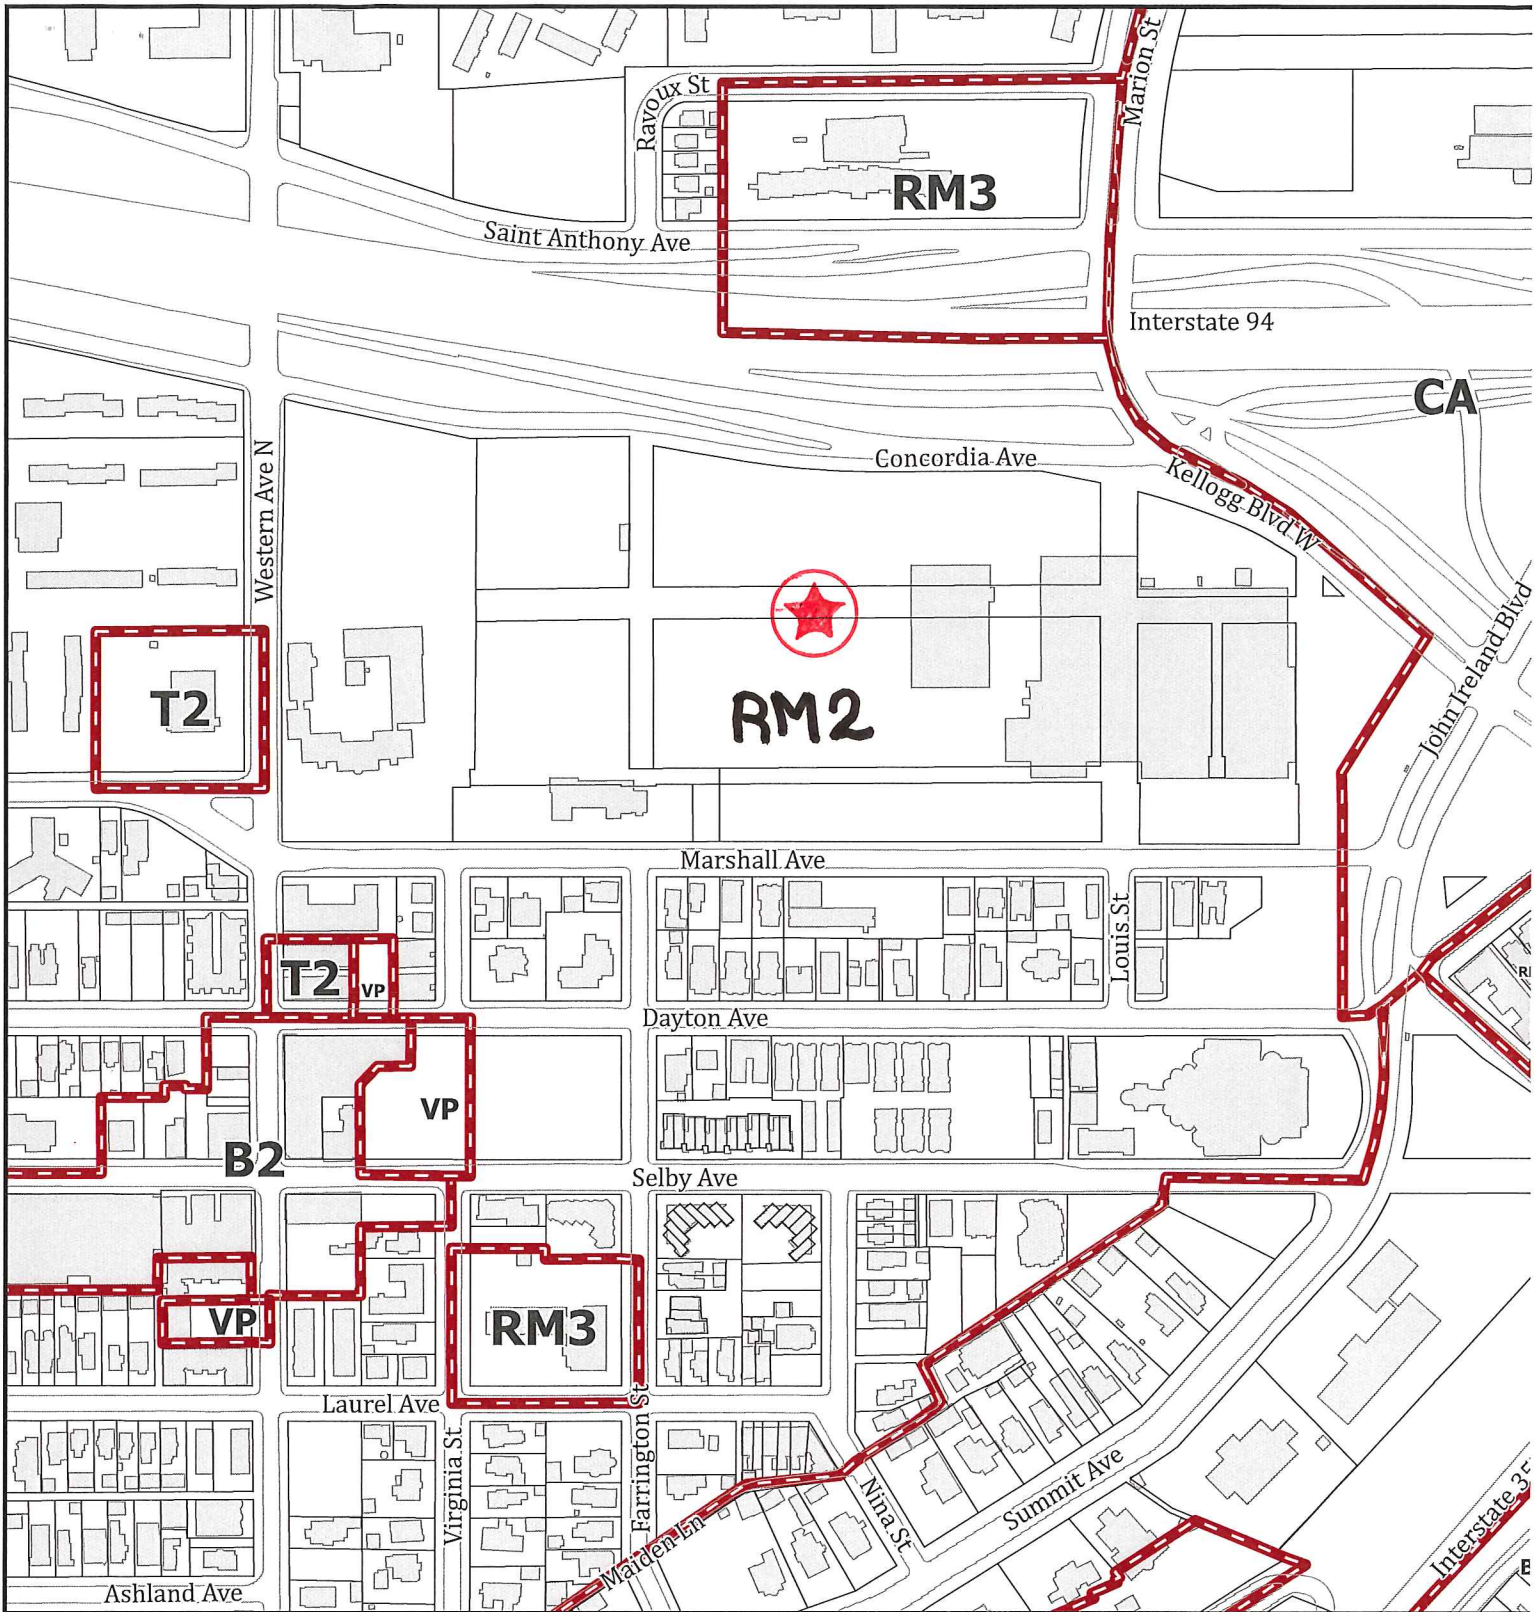 Marion St
Ravoux St
RM3
Saint Anthony Ave
Interstate 94
CA
Concordia Ave
Kellogg Blvd W
Western Ave N
John Ireland Blvd
T2
RM2
Marshall Ave
Louis St
T2
VP
Dayton Ave
VP
B2
Selby Ave
VP
RM3
Laurel Ave
Virginia St
Farrington St
Nina St
Summit Ave
Maiden Ln
Ashland Ave